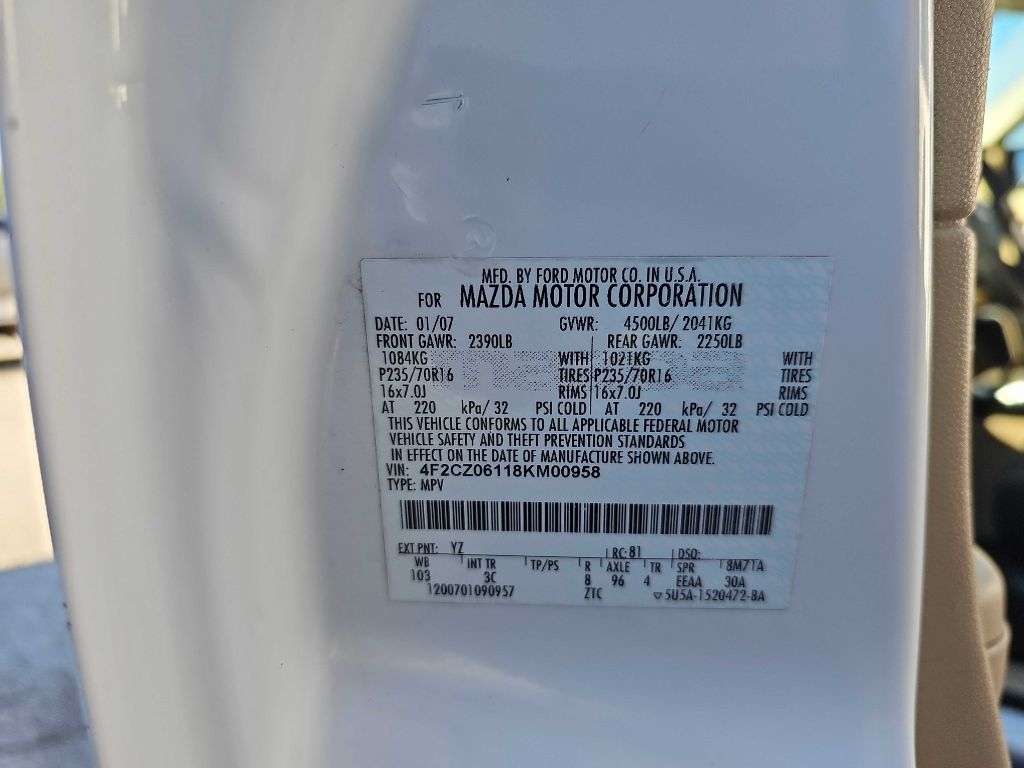 MFD. BY FORD MOTOR CO. IN U.S.A.
FOR MAZDA MOTOR CORPORATION
DATE: 01/07 GVWR: 4500LB/ 2041KG
FRONT GAWR: 2390LB REAR GAWR: 2250LB
1084KG WITH 1021KG WITH
P235/70R16 TIRES P235/70R16 TIRES
16x7.0J RIMS 16x7.0J RIMS
AT 220 kPa/ 32 PSI COLD AT 220 kPa/ 32 PSI COLD
THIS VEHICLE CONFORMS TO ALL APPLICABLE FEDERAL MOTOR
VEHICLE SAFETY AND THEFT PREVENTION STANDARDS
IN EFFECT ON THE DATE OF MANUFACTURE SHOWN ABOVE.
VIN: 4F2CZ06118KM00958
TYPE: MPV
EXT PNT: YZ RC: 81 DSO:
WB INT TR TP/PS R AXLE TR SPR 8M71A
103 3C 8 96 4 EEAA 30A
1200701090957 ZTC 5U5A-1520472-BA